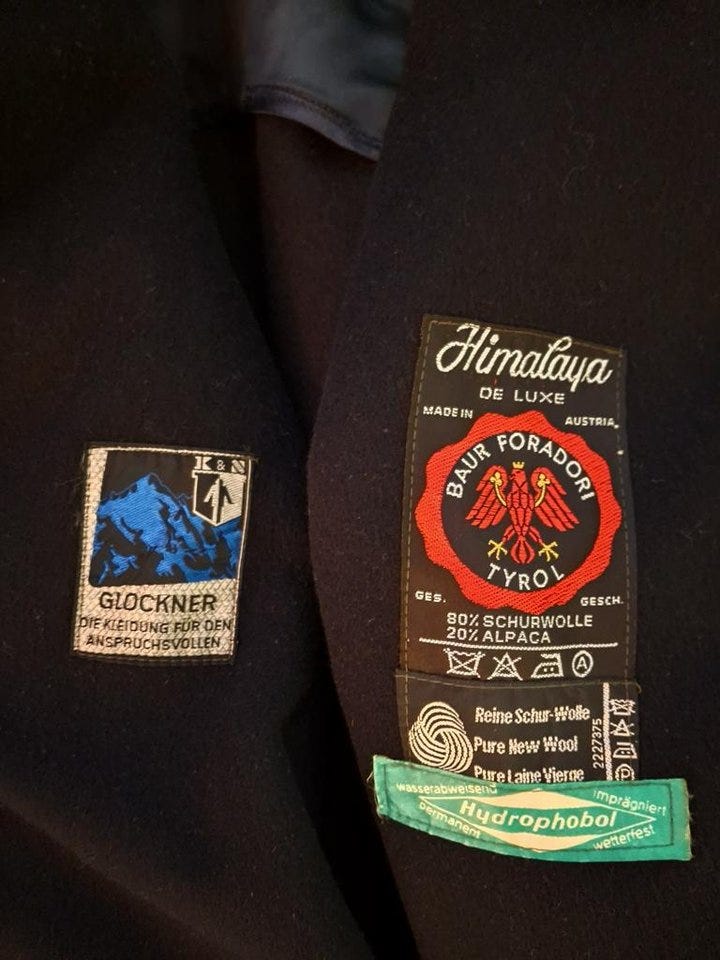 K & N
GLOCKNER
DIE KLEIDUNG FÜR DEN
ANSPRUCHSVOLLEN
Himalaya
DE LUXE
MADE IN AUSTRIA
BAUR FORADORI
TYROL
GES. GESCH.
80% SCHURWOLLE
20% ALPACA
A
Reine Schur-Wolle
Pure New Wool
Pure Laine Vierge
2227375
P
wasserabweisend imprägniert
Hydrophobol
permanent wetterfest